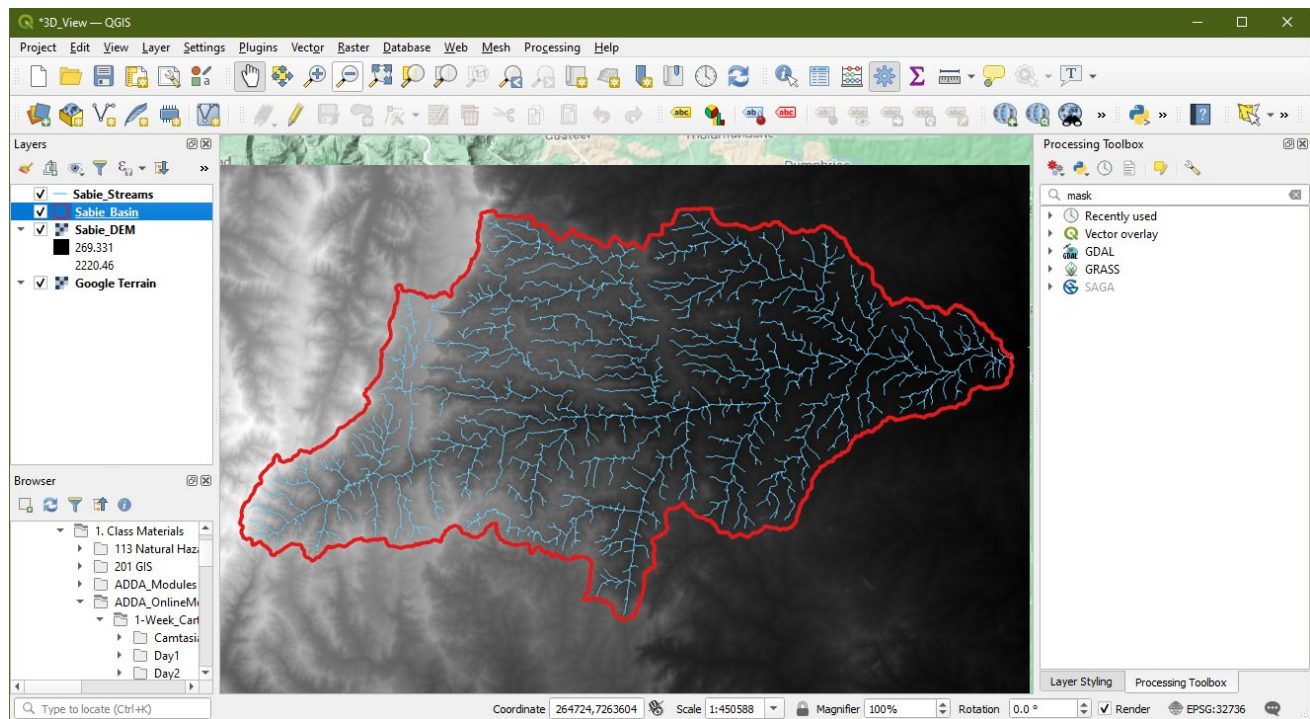 *3D_View — QGIS
Project Edit View Layer Settings Plugins Vector Raster Database Web Mesh Processing Help
Layers
Sabie_Streams
Sabie_Basin
Sabie_DEM
269.331
2220.46
Google Terrain
Browser
1. Class Materials
113 Natural Haz
201 GIS
ADDA_Modules
ADDA_OnlineM
1-Week_Cart
Camtasia
Day1
Day2
Processing Toolbox
mask
Recently used
Vector overlay
GDAL
GRASS
SAGA
Layer Styling Processing Toolbox
Type to locate (Ctrl+K) Coordinate 264724,7263604 Scale 1:450588 Magnifier 100% Rotation 0.0 ° Render EPSG:32736